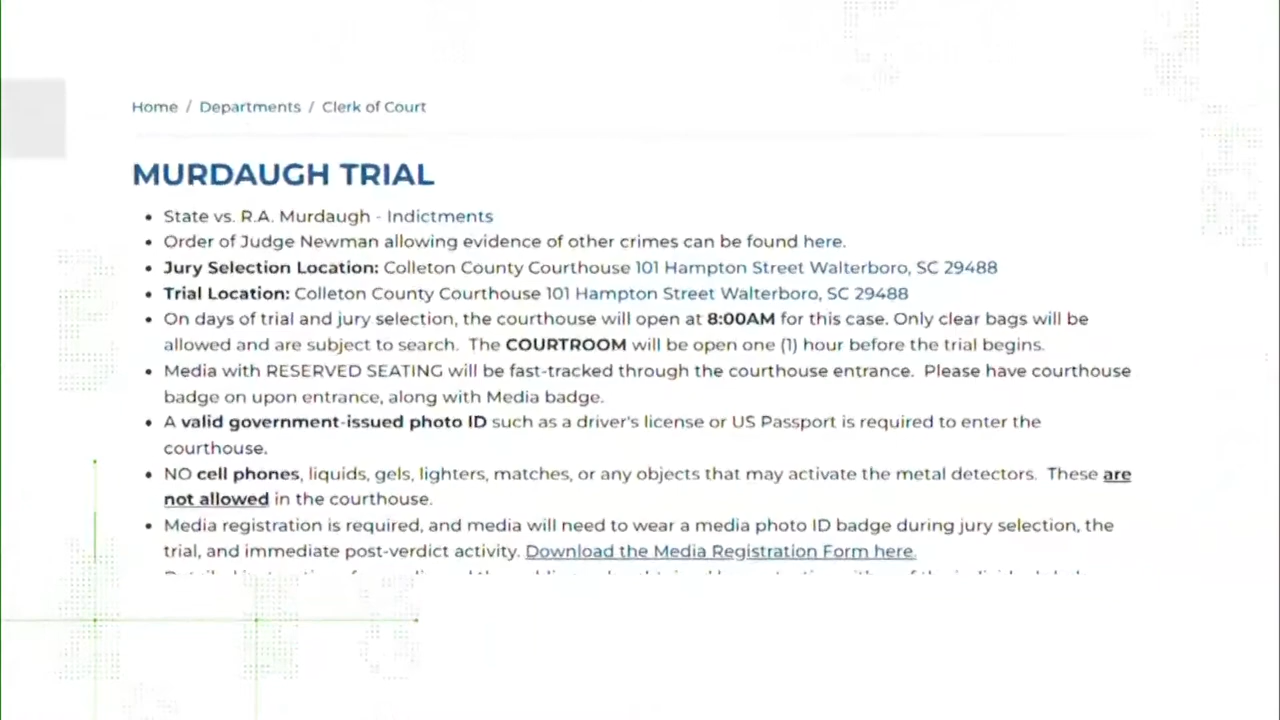 Home / Departments / Clerk of Court
MURDAUGH TRIAL
• State vs. R.A. Murdaugh - Indictments
• Order of Judge Newman allowing evidence of other crimes can be found here.
• Jury Selection Location: Colleton County Courthouse 101 Hampton Street Walterboro, SC 29488
• Trial Location: Colleton County Courthouse 101 Hampton Street Walterboro, SC 29488
• On days of trial and jury selection, the courthouse will open at 8:00AM for this case. Only clear bags will be
allowed and are subject to search. The COURTROOM will be open one (1) hour before the trial begins.
• Media with RESERVED SEATING will be fast-tracked through the courthouse entrance. Please have courthouse
badge on upon entrance, along with Media badge.
• A valid government-issued photo ID such as a driver's license or US Passport is required to enter the
courthouse.
• NO cell phones, liquids, gels, lighters, matches, or any objects that may activate the metal detectors. These are
not allowed in the courthouse.
• Media registration is required, and media will need to wear a media photo ID badge during jury selection, the
trial, and immediate post-verdict activity. Download the Media Registration Form here.